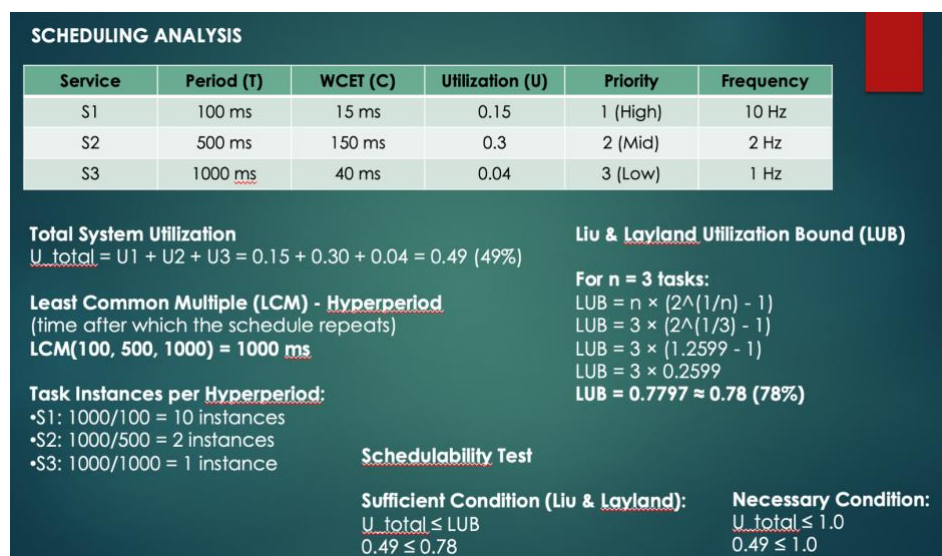 SCHEDULING ANALYSIS
Service Period (T) WCET (C) Utilization (U) Priority Frequency
S1 100 ms 15 ms 0.15 1 (High) 10 Hz
S2 500 ms 150 ms 0.3 2 (Mid) 2 Hz
S3 1000 ms 40 ms 0.04 3 (Low) 1 Hz
Total System Utilization
U_total = U1 + U2 + U3 = 0.15 + 0.30 + 0.04 = 0.49 (49%)
Least Common Multiple (LCM) - Hyperperiod
(time after which the schedule repeats)
LCM(100, 500, 1000) = 1000 ms
Task Instances per Hyperperiod:
•S1: 1000/100 = 10 instances
•S2: 1000/500 = 2 instances
•S3: 1000/1000 = 1 instance
Liu & Layland Utilization Bound (LUB)
For n = 3 tasks:
LUB = n × (2^(1/n) - 1)
LUB = 3 × (2^(1/3) - 1)
LUB = 3 × (1.2599 - 1)
LUB = 3 × 0.2599
LUB = 0.7797 ≈ 0.78 (78%)
Schedulability Test
Sufficient Condition (Liu & Layland):
U_total ≤ LUB
0.49 ≤ 0.78
Necessary Condition:
U_total ≤ 1.0
0.49 ≤ 1.0